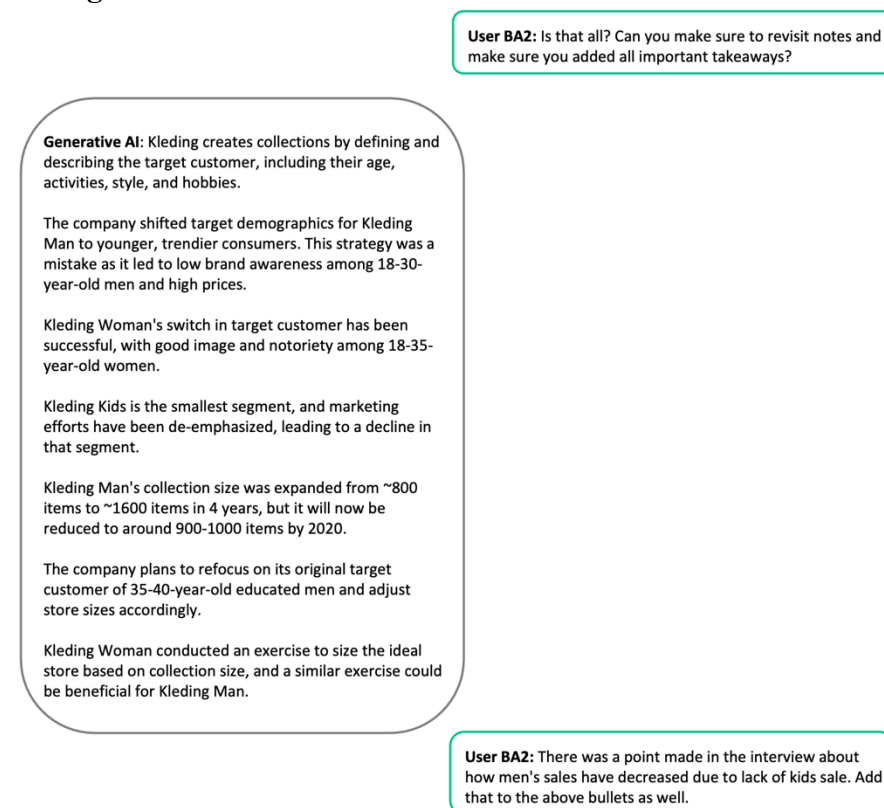 User BA2: Is that all? Can you make sure to revisit notes and
make sure you added all important takeaways?
Generative AI: Kleding creates collections by defining and
describing the target customer, including their age,
activities, style, and hobbies.
The company shifted target demographics for Kleding
Man to younger, trendier consumers. This strategy was a
mistake as it led to low brand awareness among 18-30-
year-old men and high prices.
Kleding Woman's switch in target customer has been
successful, with good image and notoriety among 18-35-
year-old women.
Kleding Kids is the smallest segment, and marketing
efforts have been de-emphasized, leading to a decline in
that segment.
Kleding Man's collection size was expanded from ~800
items to ~1600 items in 4 years, but it will now be
reduced to around 900-1000 items by 2020.
The company plans to refocus on its original target
customer of 35-40-year-old educated men and adjust
store sizes accordingly.
Kleding Woman conducted an exercise to size the ideal
store based on collection size, and a similar exercise could
be beneficial for Kleding Man.
User BA2: There was a point made in the interview about
how men's sales have decreased due to lack of kids sale. Add
that to the above bullets as well.